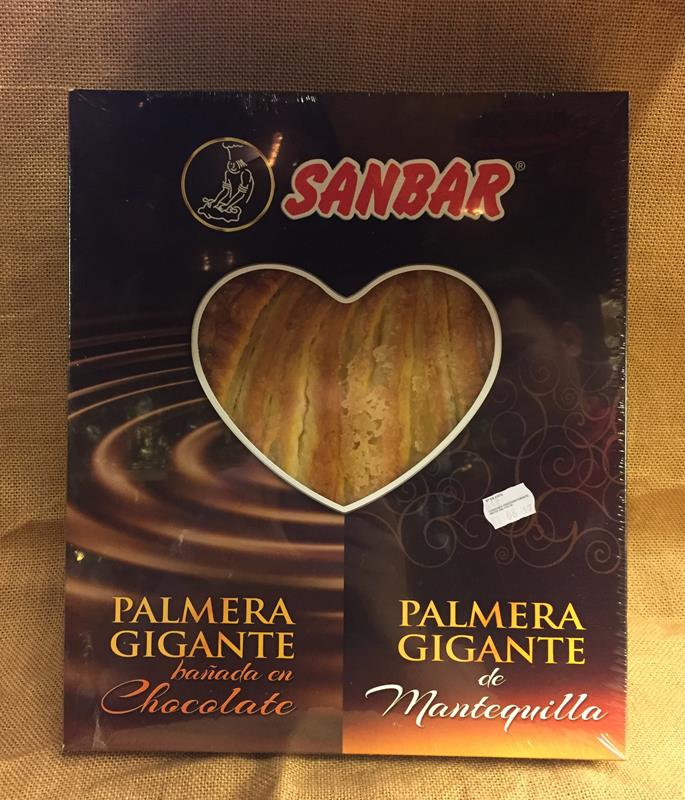 SANBAR®
PALMERA
GIGANTE
bañada en
Chocolate
PALMERA
GIGANTE
de
Mantequilla